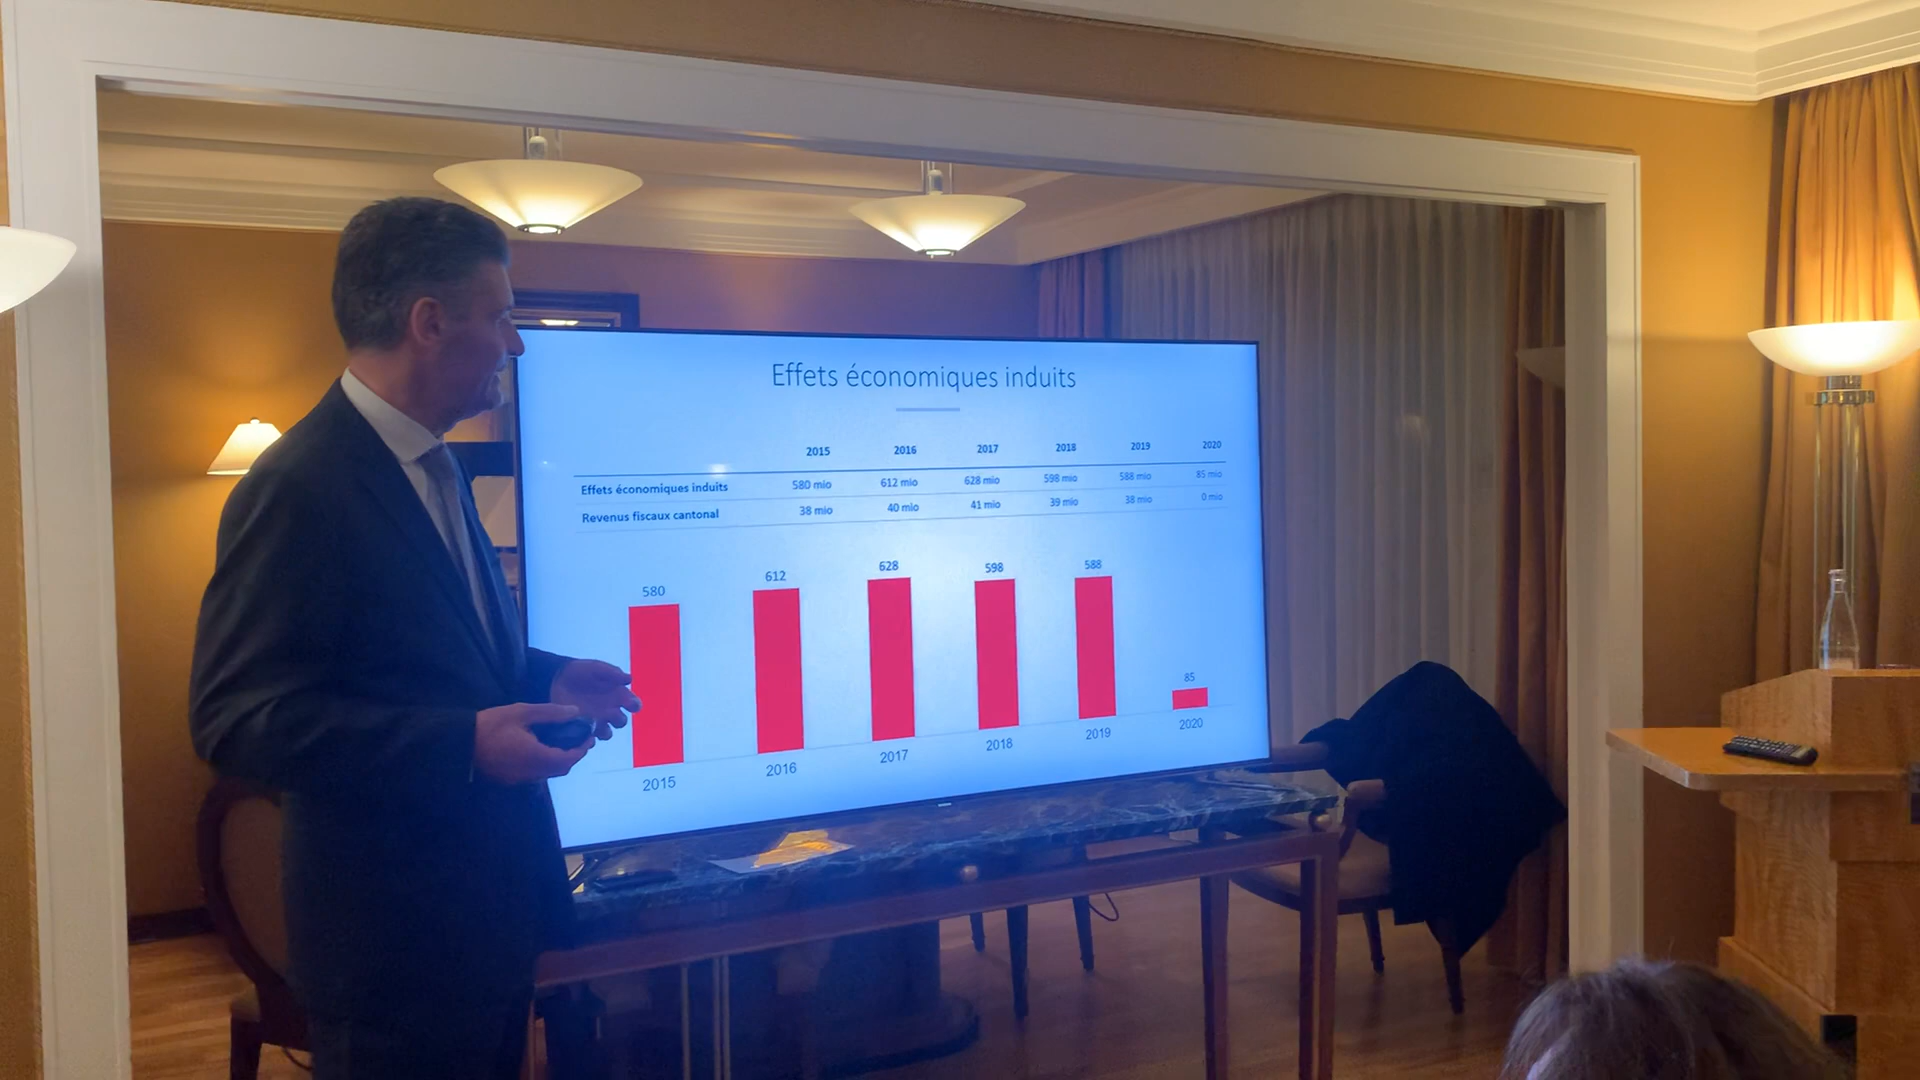 Effets économiques induits
2015 2016 2017 2018 2019 2020
Effets économiques induits 580 mio 612 mio 628 mio 598 mio 588 mio 85 mio
Revenus fiscaux cantonal 38 mio 40 mio 41 mio 39 mio 38 mio 0 mio
580 612 628 598 588 85
2015 2016 2017 2018 2019 2020